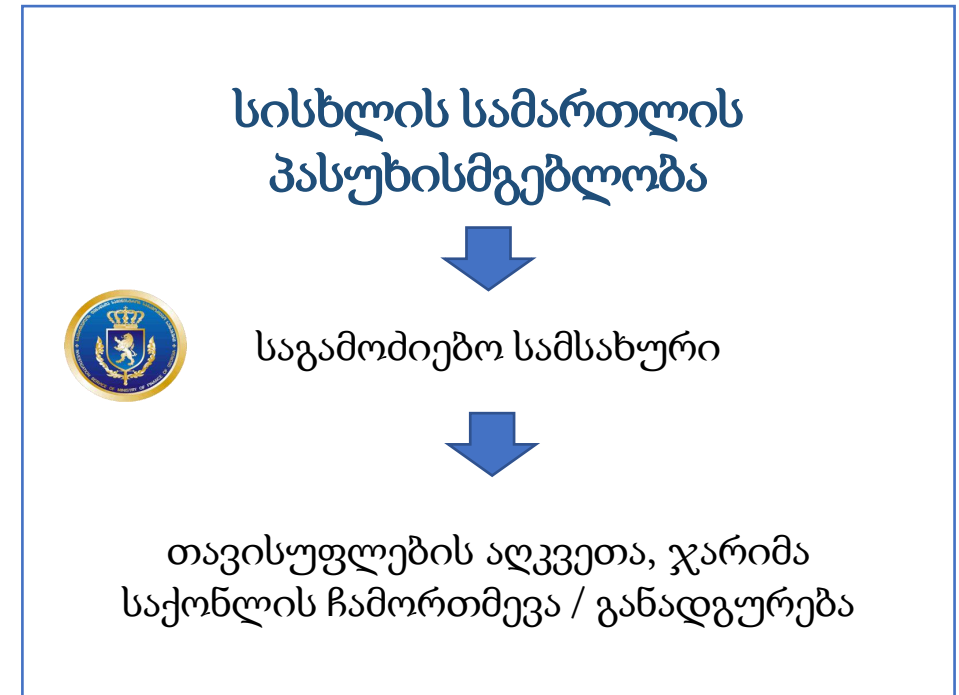 სისხლის სამართლის
პასუხისმგებლობა
საგამოძიებო სამსახური
თავისუფლების აღკვეთა, ჯარიმა
საქონლის ჩამორთმევა / განადგურება